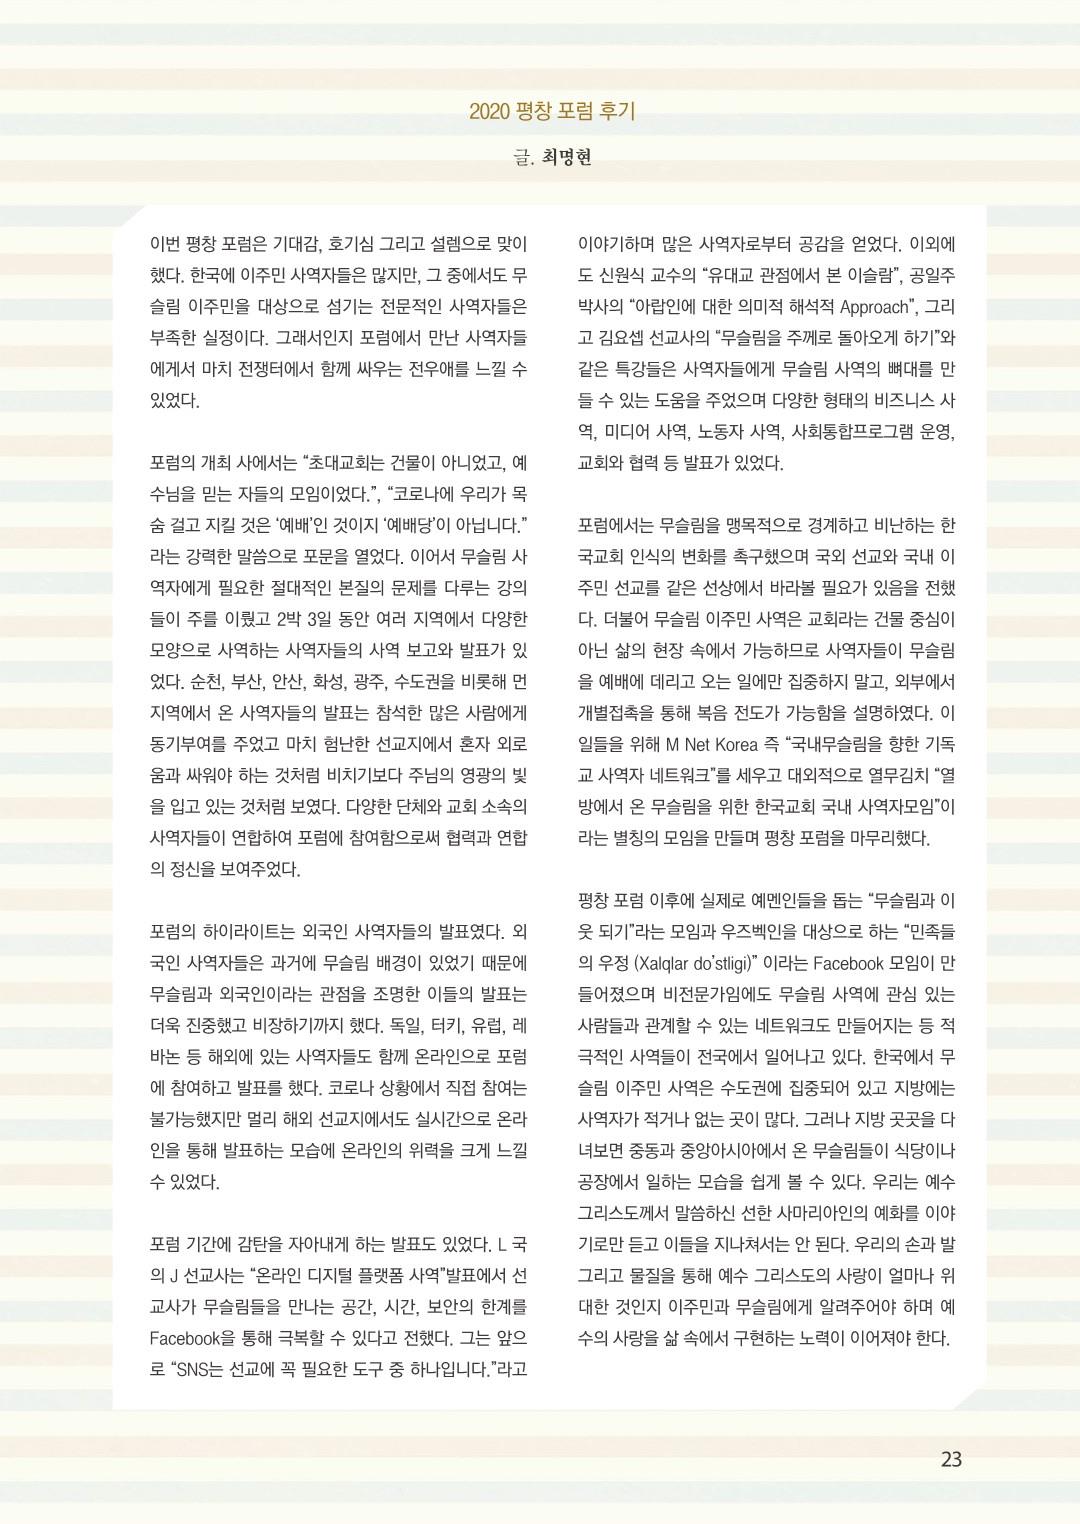 2020 평창 포럼 후기
글. 최명현
이번 평창 포럼은 기대감, 호기심 그리고 설렘으로 맞이
했다. 한국에 이주민 사역자들은 많지만, 그 중에서도 무
슬림 이주민을 대상으로 섬기는 전문적인 사역자들은
부족한 실정이다. 그래서인지 포럼에서 만난 사역자들
에게서 마치 전쟁터에서 함께 싸우는 전우애를 느낄 수
있었다.
포럼의 개최 사에서는 “초대교회는 건물이 아니었고, 예
수님을 믿는 자들의 모임이었다.”, “코로나에 우리가 목
숨 걸고 지킬 것은 ‘예배’인 것이지 ‘예배당’이 아닙니다.”
라는 강력한 말씀으로 포문을 열었다. 이어서 무슬림 사
역자에게 필요한 절대적인 본질의 문제를 다루는 강의
들이 주를 이뤘고 2박 3일 동안 여러 지역에서 다양한
모양으로 사역하는 사역자들의 사역 보고와 발표가 있
었다. 순천, 부산, 안산, 화성, 광주, 수도권을 비롯해 먼
지역에서 온 사역자들의 발표는 참석한 많은 사람에게
동기부여를 주었고 마치 험난한 선교지에서 혼자 외로
움과 싸워야 하는 것처럼 비치기보다 주님의 영광의 빛
을 입고 있는 것처럼 보였다. 다양한 단체와 교회 소속의
사역자들이 연합하여 포럼에 참여함으로써 협력과 연합
의 정신을 보여주었다.
포럼의 하이라이트는 외국인 사역자들의 발표였다. 외
국인 사역자들은 과거에 무슬림 배경이 있었기 때문에
무슬림과 외국인이라는 관점을 조명한 이들의 발표는
더욱 진중했고 비장하기까지 했다. 독일, 터키, 유럽, 레
바논 등 해외에 있는 사역자들도 함께 온라인으로 포럼
에 참여하고 발표를 했다. 코로나 상황에서 직접 참여는
불가능했지만 멀리 해외 선교지에서도 실시간으로 온라
인을 통해 발표하는 모습에 온라인의 위력을 크게 느낄
수 있었다.
포럼 기간에 감탄을 자아내게 하는 발표도 있었다. L 국
의 J 선교사는 “온라인 디지털 플랫폼 사역”발표에서 선
교사가 무슬림들을 만나는 공간, 시간, 보안의 한계를
Facebook을 통해 극복할 수 있다고 전했다. 그는 앞으
로 “SNS는 선교에 꼭 필요한 도구 중 하나입니다.”라고
이야기하며 많은 사역자로부터 공감을 얻었다. 이외에
도 신원식 교수의 “유대교 관점에서 본 이슬람”, 공일주
박사의 “아랍인에 대한 의미적 해석적 Approach”, 그리
고 김요셉 선교사의 “무슬림을 주께로 돌아오게 하기”와
같은 특강들은 사역자들에게 무슬림 사역의 뼈대를 만
들 수 있는 도움을 주었으며 다양한 형태의 비즈니스 사
역, 미디어 사역, 노동자 사역, 사회통합프로그램 운영,
교회와 협력 등 발표가 있었다.
포럼에서는 무슬림을 맹목적으로 경계하고 비난하는 한
국교회 인식의 변화를 촉구했으며 국외 선교와 국내 이
주민 선교를 같은 선상에서 바라볼 필요가 있음을 전했
다. 더불어 무슬림 이주민 사역은 교회라는 건물 중심이
아닌 삶의 현장 속에서 가능하므로 사역자들이 무슬림
을 예배에 데리고 오는 일에만 집중하지 말고, 외부에서
개별접촉을 통해 복음 전도가 가능함을 설명하였다. 이
일들을 위해 M Net Korea 즉 “국내무슬림을 향한 기독
교 사역자 네트워크”를 세우고 대외적으로 열무김치 “열
방에서 온 무슬림을 위한 한국교회 국내 사역자모임”이
라는 별칭의 모임을 만들며 평창 포럼을 마무리했다.
평창 포럼 이후에 실제로 예멘인들을 돕는 “무슬림과 이
웃 되기”라는 모임과 우즈벡인을 대상으로 하는 “민족들
의 우정 (Xalqlar do’stligi)” 이라는 Facebook 모임이 만
들어졌으며 비전문가임에도 무슬림 사역에 관심 있는
사람들과 관계할 수 있는 네트워크도 만들어지는 등 적
극적인 사역들이 전국에서 일어나고 있다. 한국에서 무
슬림 이주민 사역은 수도권에 집중되어 있고 지방에는
사역자가 적거나 없는 곳이 많다. 그러나 지방 곳곳을 다
녀보면 중동과 중앙아시아에서 온 무슬림들이 식당이나
공장에서 일하는 모습을 쉽게 볼 수 있다. 우리는 예수
그리스도께서 말씀하신 선한 사마리아인의 예화를 이야
기로만 듣고 이들을 지나쳐서는 안 된다. 우리의 손과 발
그리고 물질을 통해 예수 그리스도의 사랑이 얼마나 위
대한 것인지 이주민과 무슬림에게 알려주어야 하며 예
수의 사랑을 삶 속에서 구현하는 노력이 이어져야 한다.
23